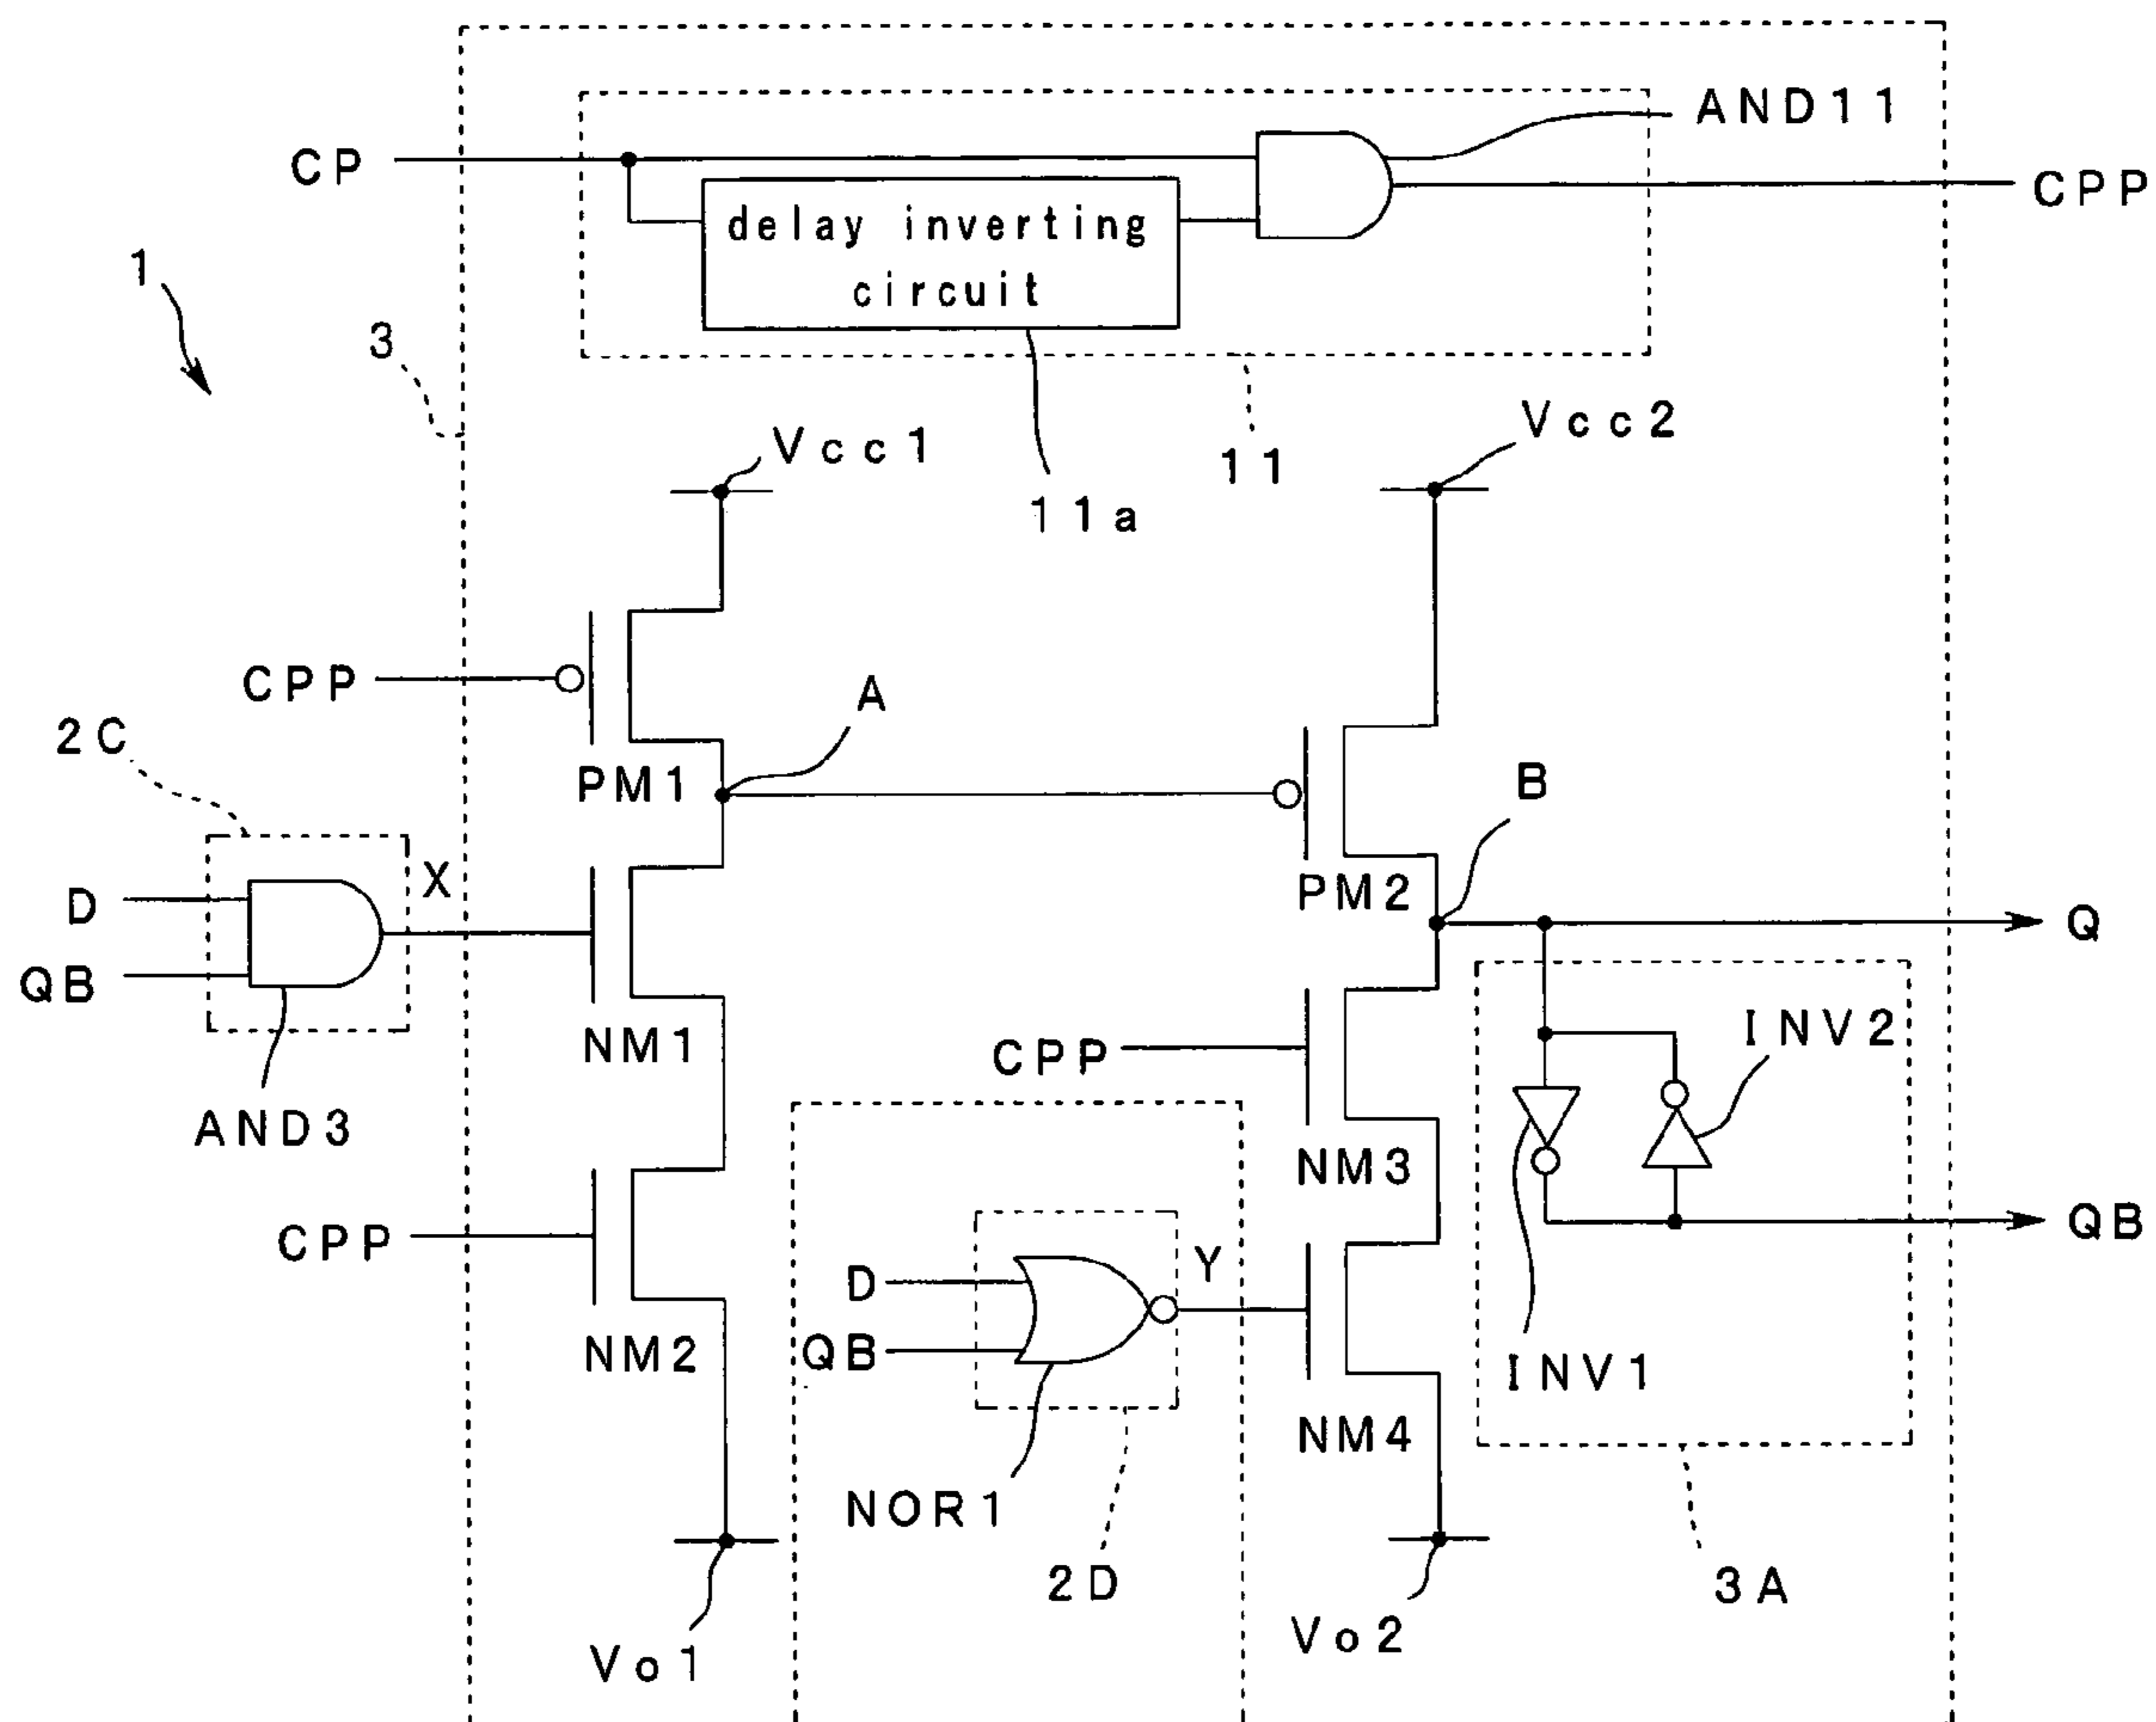 AND11
CP
CPP
delay inverting
circuit
1
3
Vcc1
Vcc2
11
11a
CPP
A
2C
PM1
B
X
D
PM2
Q
QB
NM1
CPP
INV2
AND3
NM3
CPP
QB
Y
D
NM2
QB
INV1
NM4
NOR1
2D
3A
Vo1
Vo2